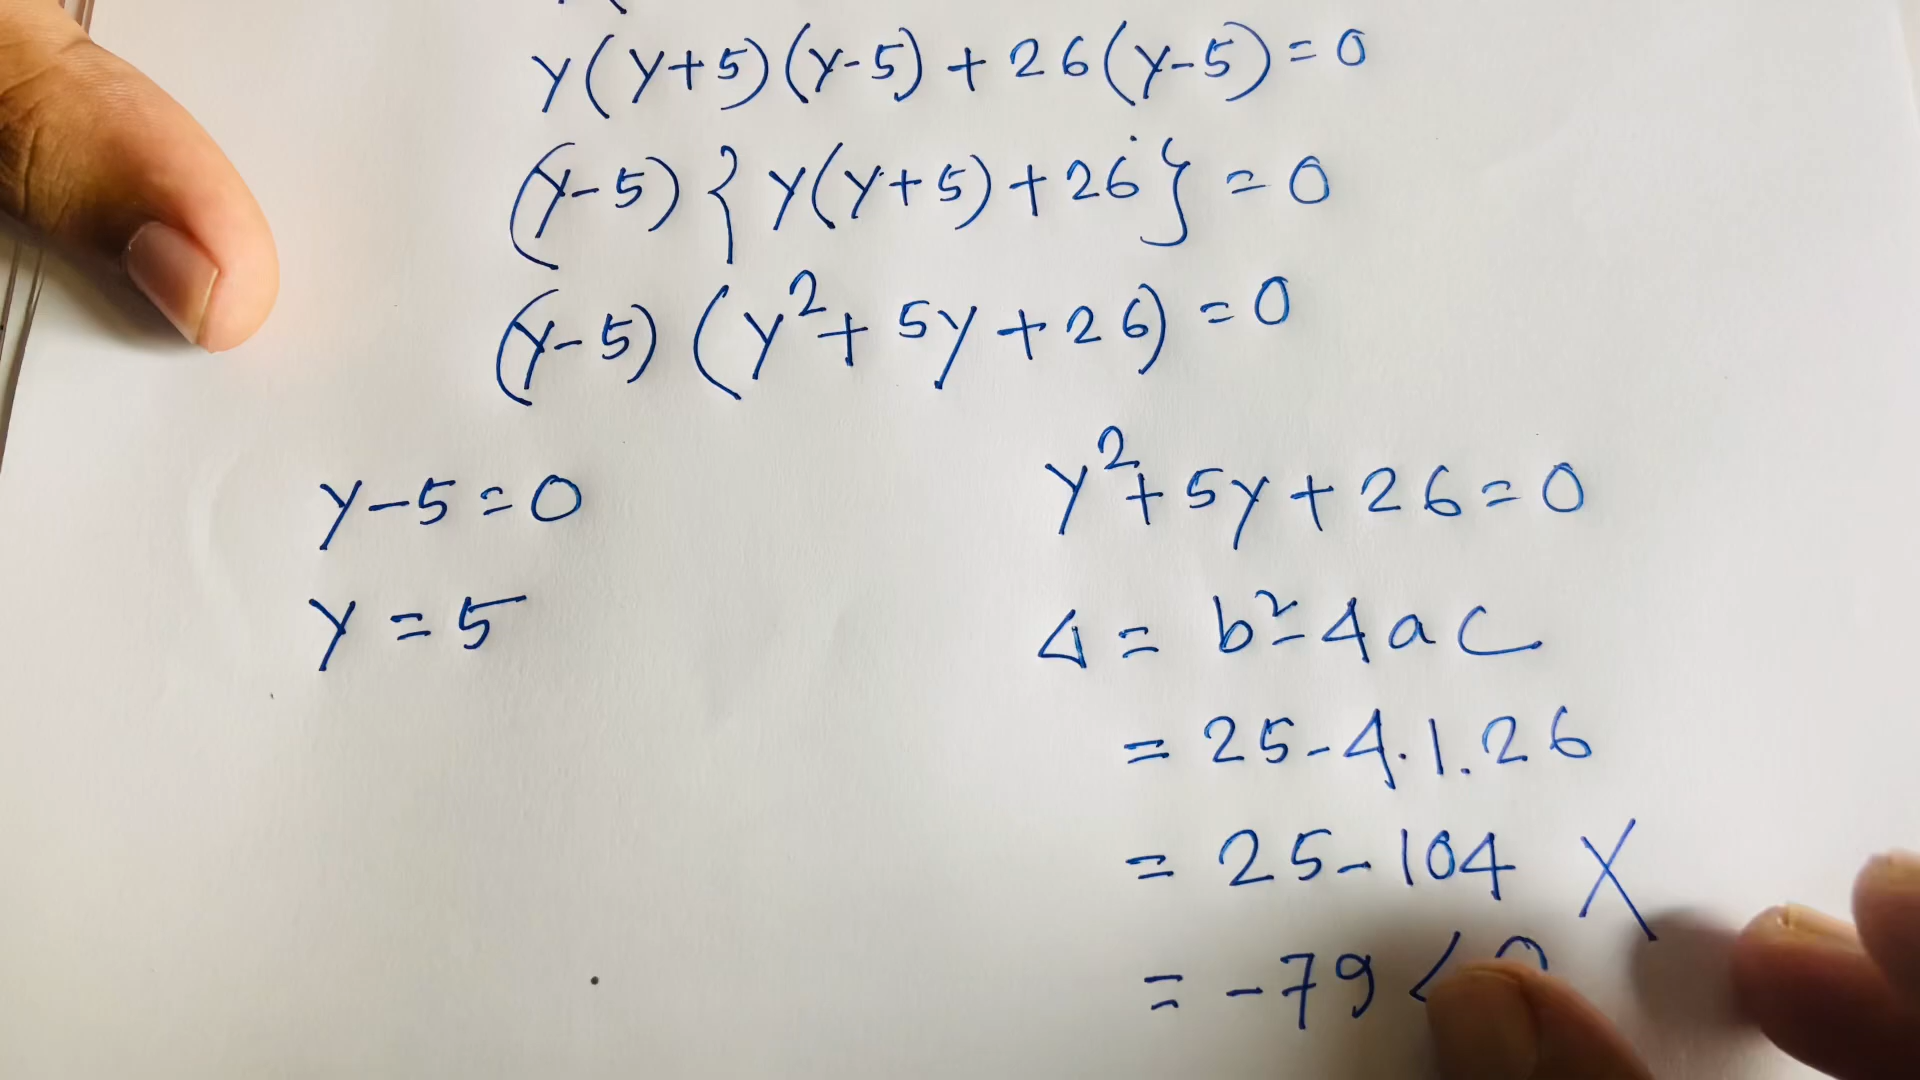 y(y+5)(y-5)+26(y-5)=0
(y-5){y(y+5)+26}=0
(y-5)(y²+5y+26)=0
y-5=0
y=5
y²+5y+26=0
Δ=b²-4ac
=25-4.1.26
=25-104 X
=-79<0